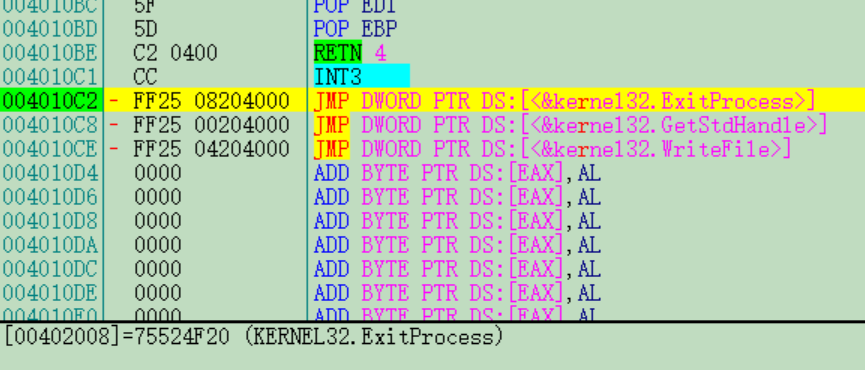 004010BC 5F POP EDI
004010BD 5D POP EBP
004010BE C2 0400 RETN 4
004010C1 CC INT3
004010C2 - FF25 08204000 JMP DWORD PTR DS:[<&kernel32.ExitProcess>]
004010C8 - FF25 00204000 JMP DWORD PTR DS:[<&kernel32.GetStdHandle>]
004010CE - FF25 04204000 JMP DWORD PTR DS:[<&kernel32.WriteFile>]
004010D4 0000 ADD BYTE PTR DS:[EAX],AL
004010D6 0000 ADD BYTE PTR DS:[EAX],AL
004010D8 0000 ADD BYTE PTR DS:[EAX],AL
004010DA 0000 ADD BYTE PTR DS:[EAX],AL
004010DC 0000 ADD BYTE PTR DS:[EAX],AL
004010DE 0000 ADD BYTE PTR DS:[EAX],AL
004010E0 0000 ADD BYTE PTR DS:[EAX],AL
[00402008]=75524F20 (KERNEL32.ExitProcess)